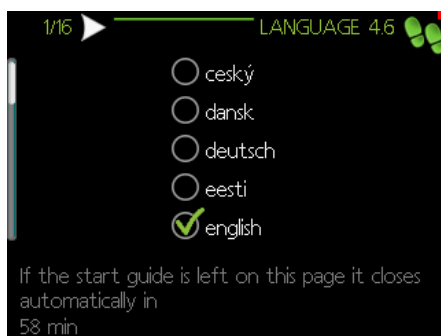 1/16 LANGUAGE 4.6
ceský
dansk
deutsch
eesti
english
If the start guide is left on this page it closes
automatically in
58 min